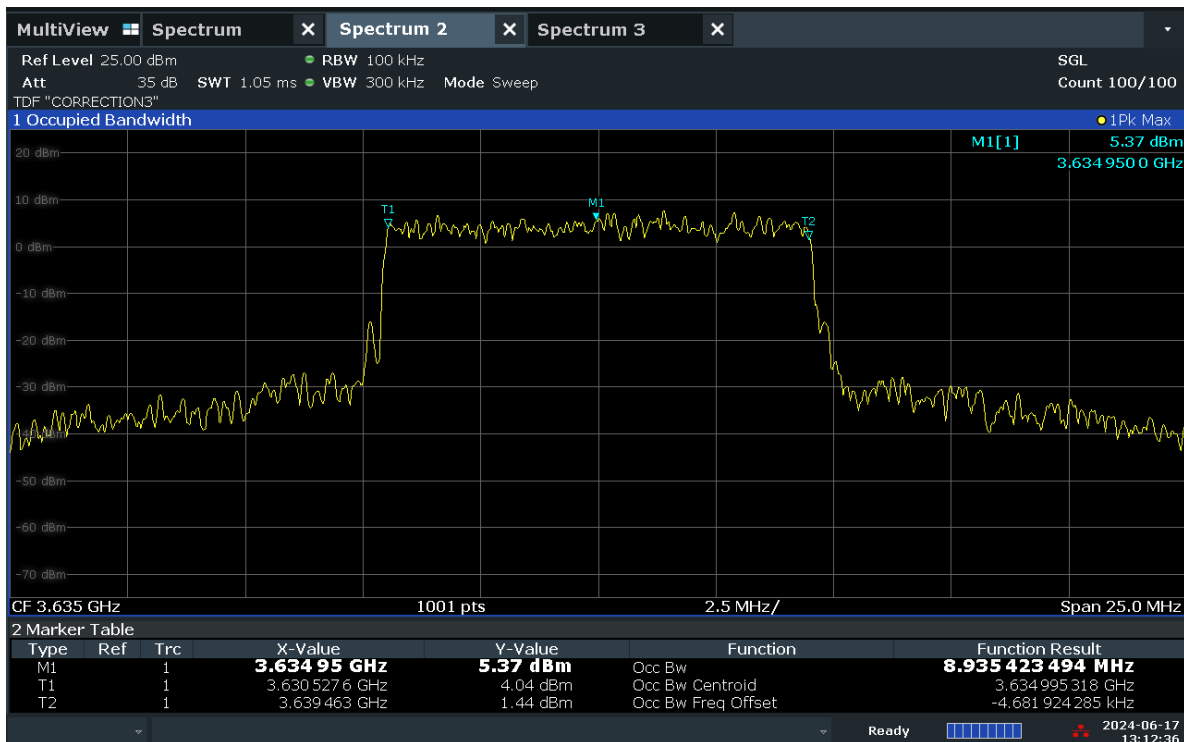 MultiView Spectrum X Spectrum 2 X Spectrum 3 X
Ref Level 25.00 dBm RBW 100 kHz SGL
Att 35 dB SWT 1.05 ms VBW 300 kHz Mode Sweep Count 100/100
TDF "CORRECTION3"
1 Occupied Bandwidth 1Pk Max
M1[1] 5.37 dBm
3.634 950 0 GHz
20 dBm
10 dBm
T1
M1
T2
0 dBm
-10 dBm
-20 dBm
-30 dBm
-40 dBm
-50 dBm
-60 dBm
-70 dBm
CF 3.635 GHz 1001 pts 2.5 MHz/ Span 25.0 MHz
2 Marker Table
Type Ref Trc X-Value Y-Value Function Function Result
M1 1 3.634 95 GHz 5.37 dBm Occ Bw 8.935 423 494 MHz
T1 1 3.630 527 6 GHz 4.04 dBm Occ Bw Centroid 3.634 995 318 GHz
T2 1 3.639 463 GHz 1.44 dBm Occ Bw Freq Offset -4.681 924 285 kHz
Ready 2024-06-17
13:12:36